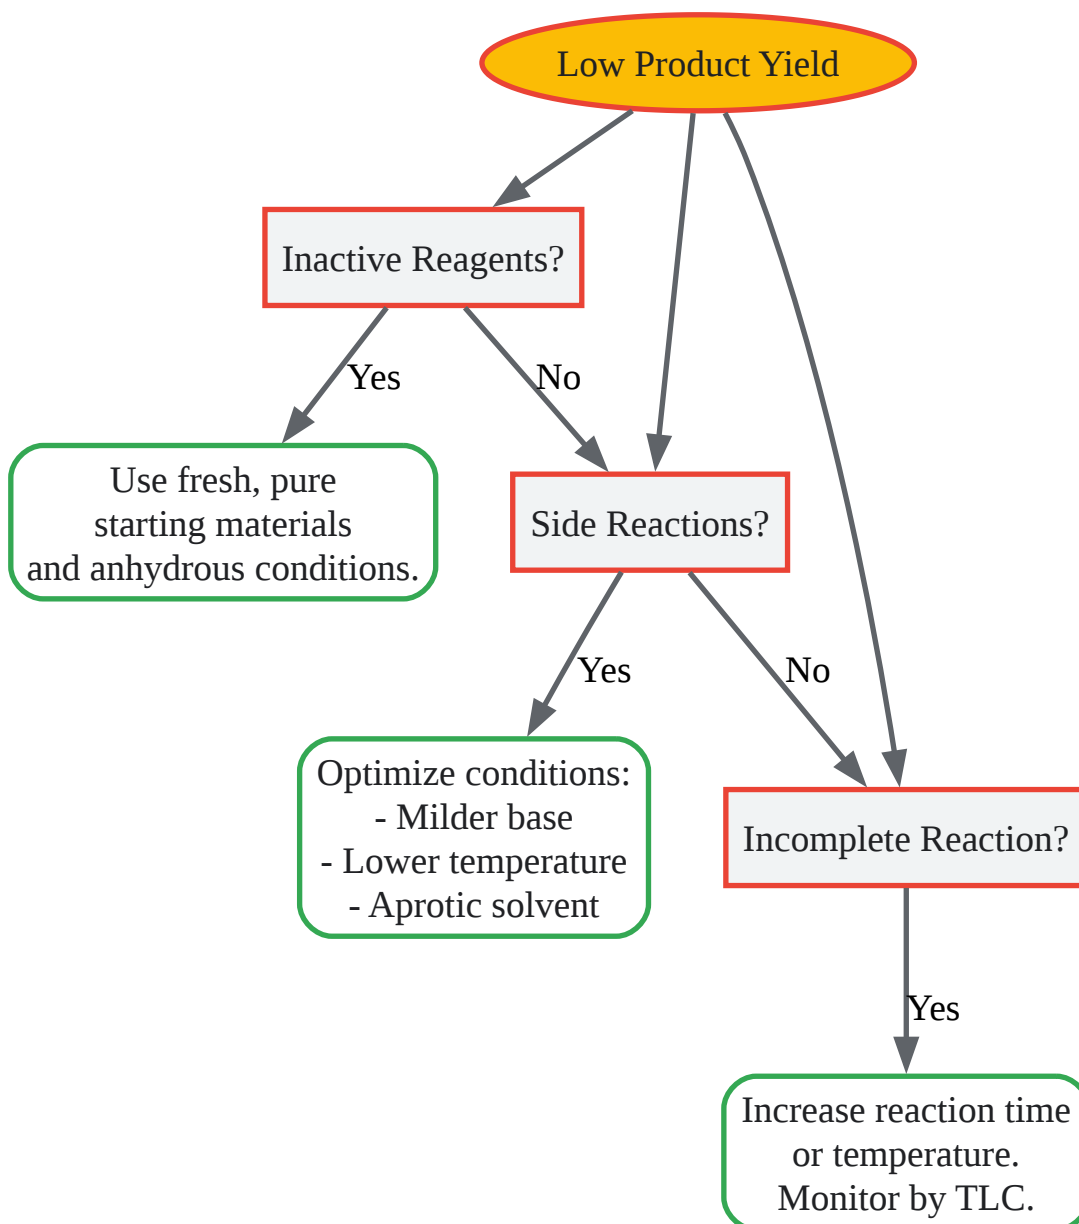 Low Product Yield
Inactive Reagents?
Yes
No
Use fresh, pure
starting materials
and anhydrous conditions.
Side Reactions?
Yes
No
Optimize conditions:
- Milder base
- Lower temperature
- Aprotic solvent
Incomplete Reaction?
Yes
Increase reaction time
or temperature.
Monitor by TLC.